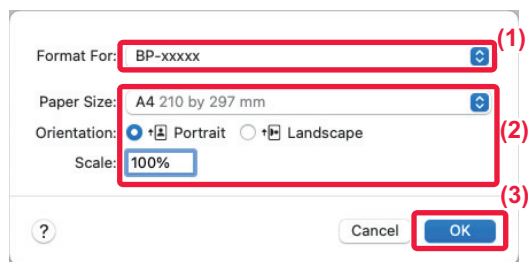 (1)
Format For: BP-xxxxx
Paper Size: A4 210 by 297 mm
Orientation: Portrait Landscape (2)
Scale: 100%
(3)
? Cancel OK